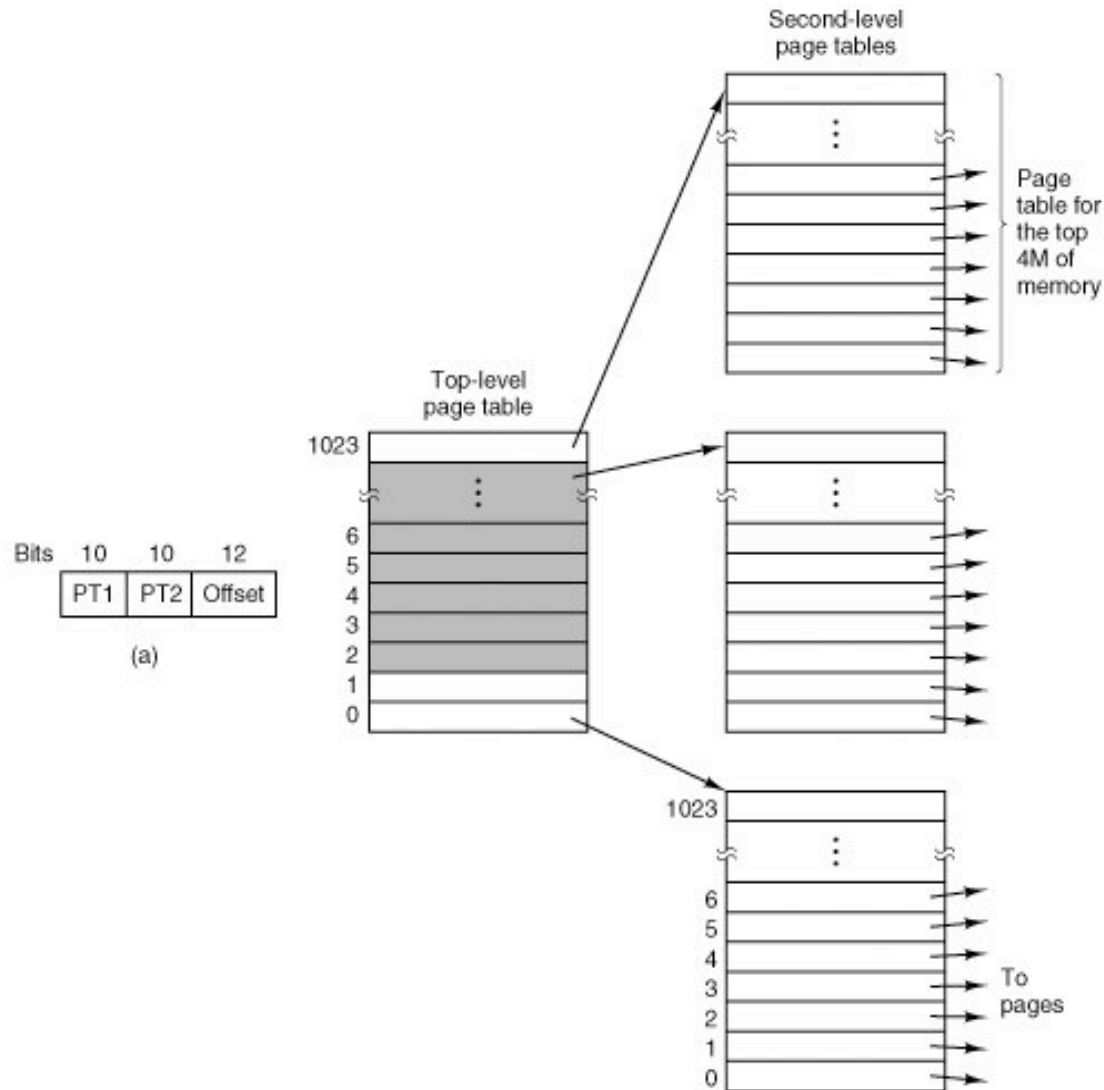 Second-level
page tables
Page
table for
the top
4M of
memory
Top-level
page table
1023
6
5
4
3
2
1
0
Bits 10 10 12
PT1 PT2 Offset
(a)
1023
6
5
4
3
2
1
0
To
pages